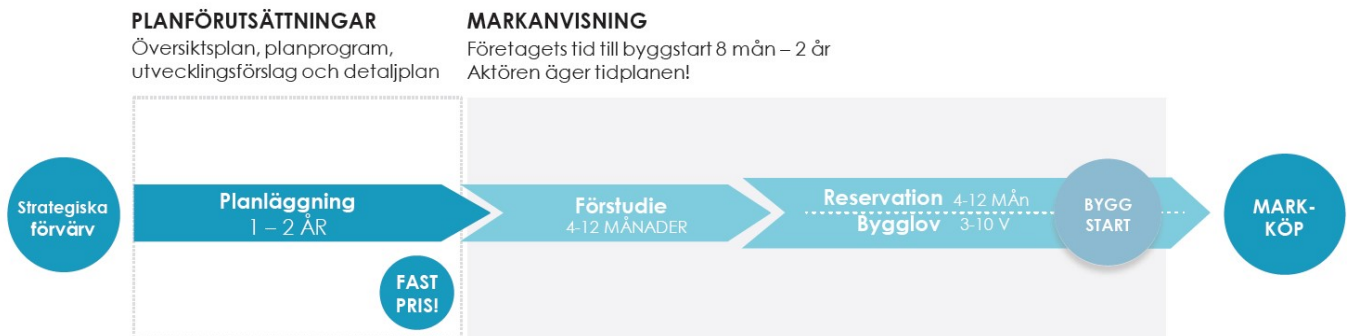 PLANFÖRUTSÄTTNINGAR
Översiktsplan, planprogram,
utvecklingsförslag och detaljplan
MARKANVISNING
Företagets tid till byggstart 8 mån – 2 år
Aktören äger tidplanen!
Strategiska
förvärv
Planläggning
1 – 2 ÅR
FAST
PRIS!
Förstudie
4-12 MÅNADER
Reservation 4-12 MÅn
Bygglov 3-10 V
BYGG
START
MARK-
KÖP